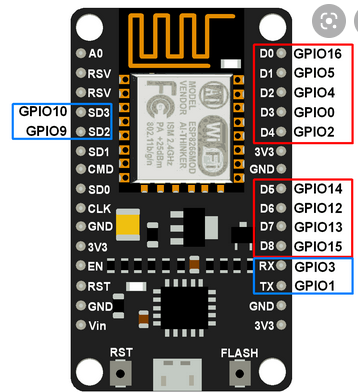 A0 D0 GPIO16
RSV D1 GPIO5
RSV D2 GPIO4
GPIO10 SD3 D3 GPIO0
GPIO9 SD2 D4 GPIO2
SD1 3V3
CMD GND
SD0 D5 GPIO14
CLK D6 GPIO12
GND D7 GPIO13
3V3 D8 GPIO15
EN RX GPIO3
RST TX GPIO1
GND GND
Vin 3V3
RST FLASH
Wi Fi
FC
MODEL ESP8266MOD
VENDOR AI-THINKER
ISM 2.4GHz
PA +25dBm
802.11b/g/n